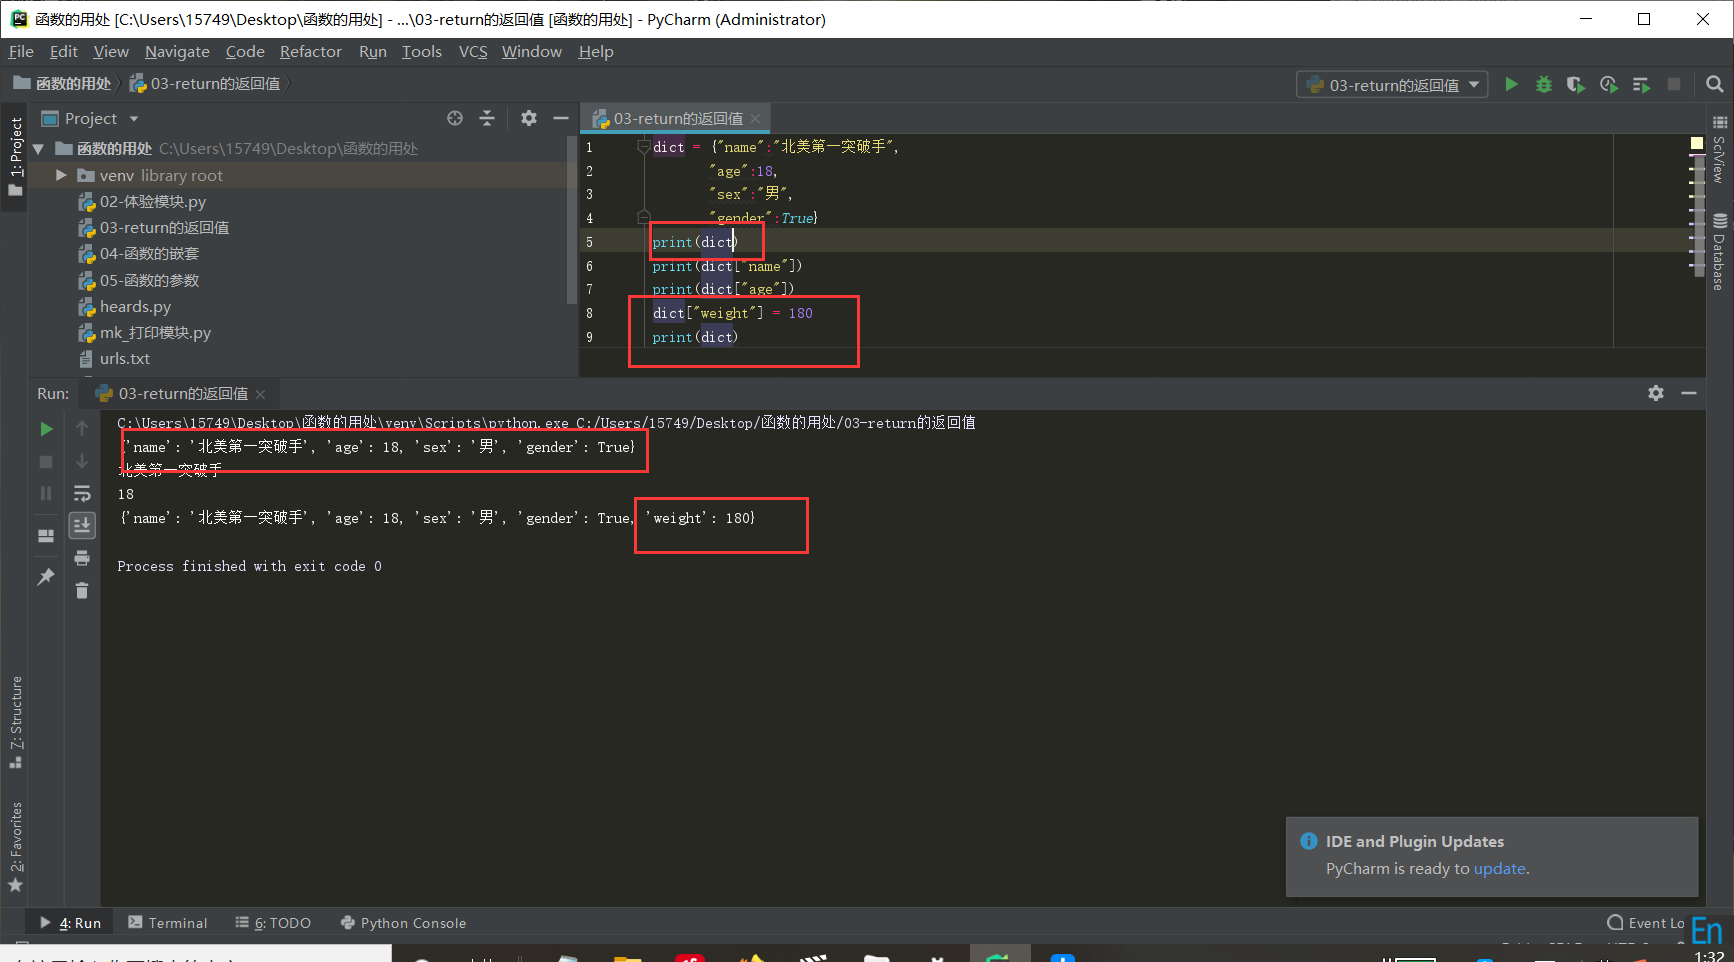 函数的用处 [C:\Users\15749\Desktop\函数的用处] - ...\03-return的返回值 [函数的用处] - PyCharm (Administrator)
File Edit View Navigate Code Refactor Run Tools VCS Window Help
函数的用处 03-return的返回值 03-return的返回值
Project 03-return的返回值
1: Project
函数的用处 C:\Users\15749\Desktop\函数的用处
venv library root
02-体验模块.py
03-return的返回值
04-函数的嵌套
05-函数的参数
heards.py
mk_打印模块.py
urls.txt
1 dict = {"name":"北美第一突破手",
2 "age":18,
3 "sex":"男",
4 "gender":True}
5 print(dict)
6 print(dict["name"])
7 print(dict["age"])
8 dict["weight"] = 180
9 print(dict)
SciView
Database
Run: 03-return的返回值
C:\Users\15749\Desktop\函数的用处\venv\Scripts\python.exe C:/Users/15749/Desktop/函数的用处/03-return的返回值
{'name': '北美第一突破手', 'age': 18, 'sex': '男', 'gender': True}
北美第一突破手
18
{'name': '北美第一突破手', 'age': 18, 'sex': '男', 'gender': True, 'weight': 180}
Process finished with exit code 0
7: Structure
2: Favorites
IDE and Plugin Updates
PyCharm is ready to update.
4: Run Terminal 6: TODO Python Console Event Lo
En
1:32